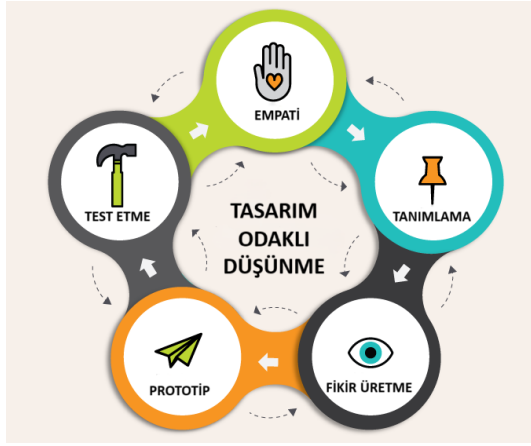 EMPATİ
TANIMLAMA
FİKİR ÜRETME
PROTOTİP
TEST ETME
TASARIM
ODAKLI
DÜŞÜNME